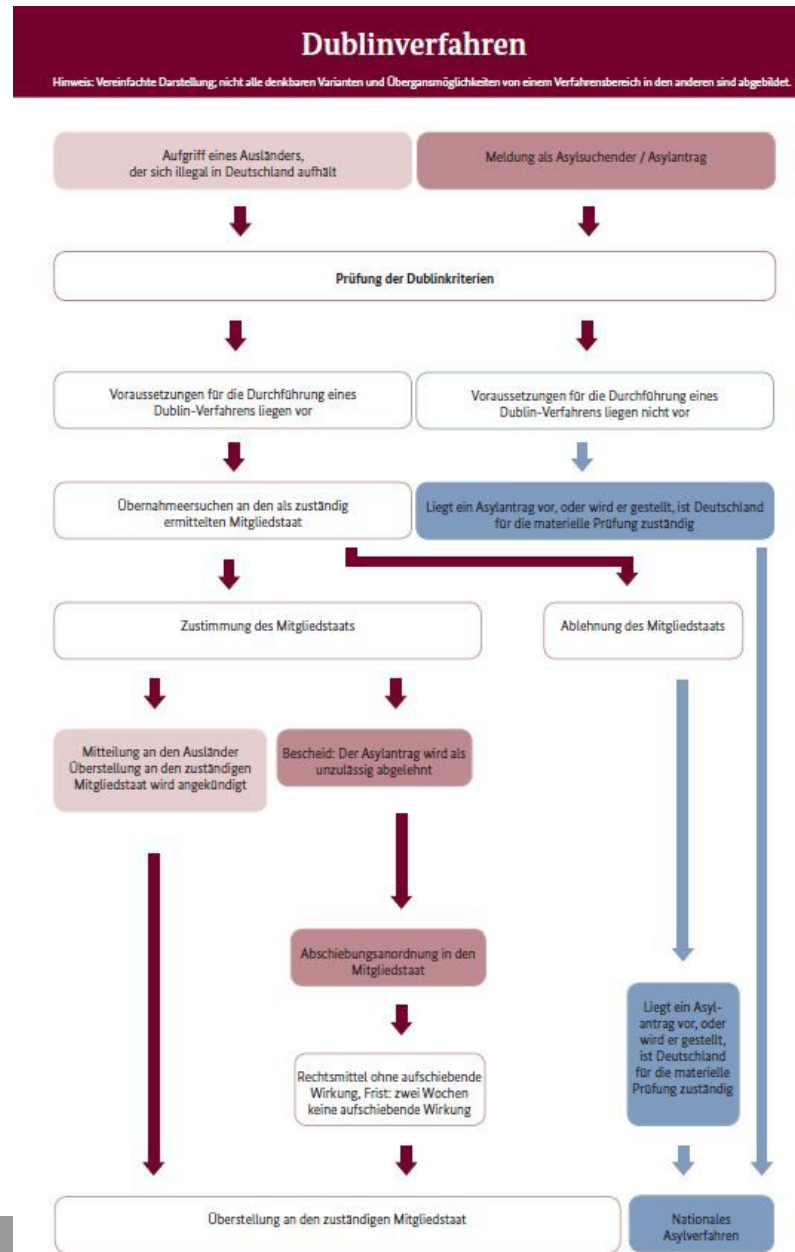 Dublinverfahren
Hinweis: Vereinfachte Darstellung; nicht alle denkbaren Varianten und Übergansmöglichkeiten von einem Verfahrensbereich in den anderen sind abgebildet.
Aufgriff eines Ausländers,
der sich illegal in Deutschland aufhält
Meldung als Asylsuchender / Asylantrag
Prüfung der Dublinkriterien
Voraussetzungen für die Durchführung eines
Dublin-Verfahrens liegen vor
Voraussetzungen für die Durchführung eines
Dublin-Verfahrens liegen nicht vor
Übernahmeersuchen an den als zuständig
ermittelten Mitgliedstaat
Liegt ein Asylantrag vor, oder wird er gestellt, ist Deutschland
für die materielle Prüfung zuständig
Zustimmung des Mitgliedstaats
Ablehnung des Mitgliedstaats
Mitteilung an den Ausländer
Überstellung an den zuständigen
Mitgliedstaat wird angekündigt
Bescheid: Der Asylantrag wird als
unzulässig abgelehnt
Abschiebungsanordnung in den
Mitgliedstaat
Liegt ein Asyl-
antrag vor, oder
wird er gestellt,
ist Deutschland
für die materielle
Prüfung zuständig
Rechtsmittel ohne aufschiebende
Wirkung, Frist: zwei Wochen
keine aufschiebende Wirkung
Überstellung an den zuständigen Mitgliedstaat
Nationales
Asylverfahren